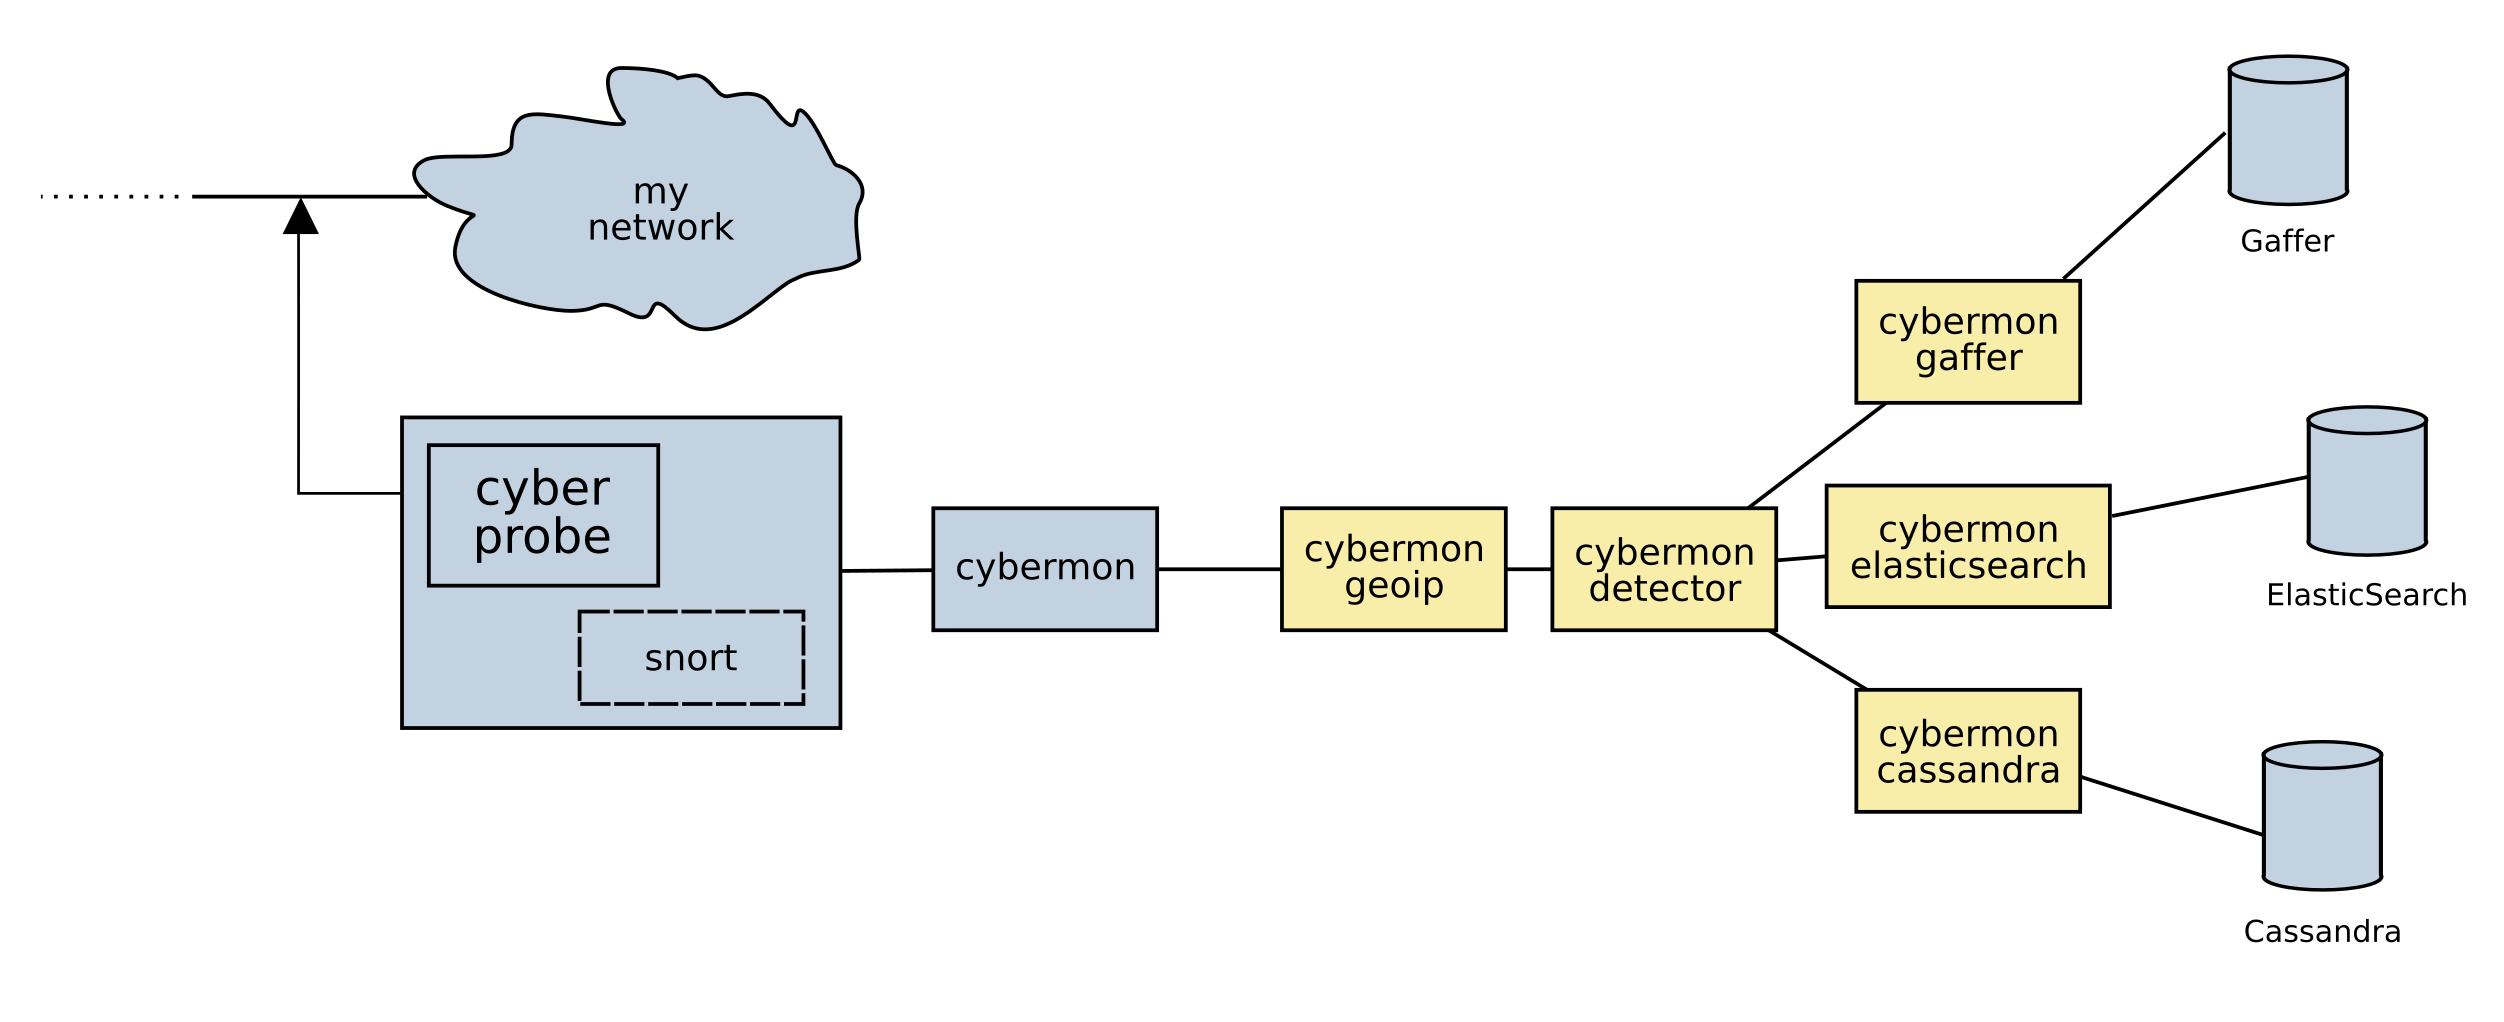 my
network
cyber
probe
snort
cybermon
cybermon
geoip
cybermon
detector
cybermon
gaffer
cybermon
elasticsearch
cybermon
cassandra
Gaffer
ElasticSearch
Cassandra